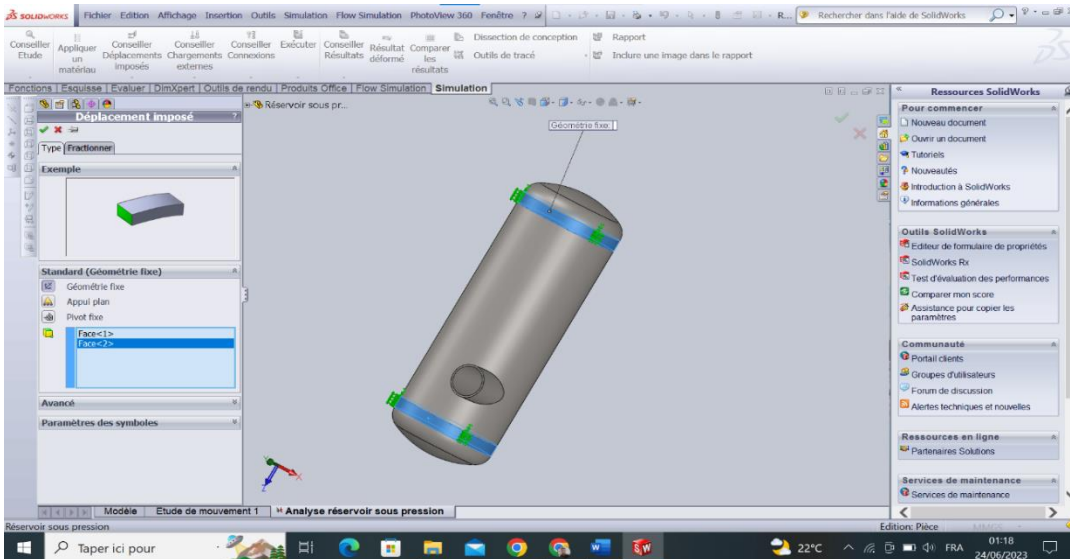 SOLIDWORKS Fichier Edition Affichage Insertion Outils Simulation Flow Simulation PhotoView 360 Fenêtre ? R... Rechercher dans l'aide de SolidWorks
Conseiller Etude
Appliquer un matériau
Conseiller Déplacements imposés
Conseiller Chargements externes
Conseiller Connexions
Exécuter
Conseiller Résultats
Résultat déformé
Comparer les résultats
Dissection de conception
Outils de tracé
Rapport
Inclure une image dans le rapport
Fonctions Esquisse Evaluer DimXpert Outils de rendu Produits Office Flow Simulation Simulation
Réservoir sous pr...
Déplacement imposé ?
Type Fractionner
Exemple
Standard (Géométrie fixe)
Géométrie fixe
Appui plan
Pivot fixe
Face<1>
Face<2>
Avancé
Paramètres des symboles
Géométrie fixe:
X
Z
Ressources SolidWorks
Pour commencer
Nouveau document
Ouvrir un document
Tutoriels
Nouveautés
Introduction à SolidWorks
Informations générales
Outils SolidWorks
Editeur de formulaire de propriétés
SolidWorks Rx
Test d'évaluation des performances
Comparer mon score
Assistance pour copier les
paramètres
Communauté
Portail clients
Groupes d'utilisateurs
Forum de discussion
Alertes techniques et nouvelles
Ressources en ligne
Partenaires Solutions
Services de maintenance
Services de maintenance
Modèle Etude de mouvement 1 Analyse réservoir sous pression
Réservoir sous pression Edition: Pièce MMGS
Taper ici pour 22°C FRA 01:18
24/06/2023